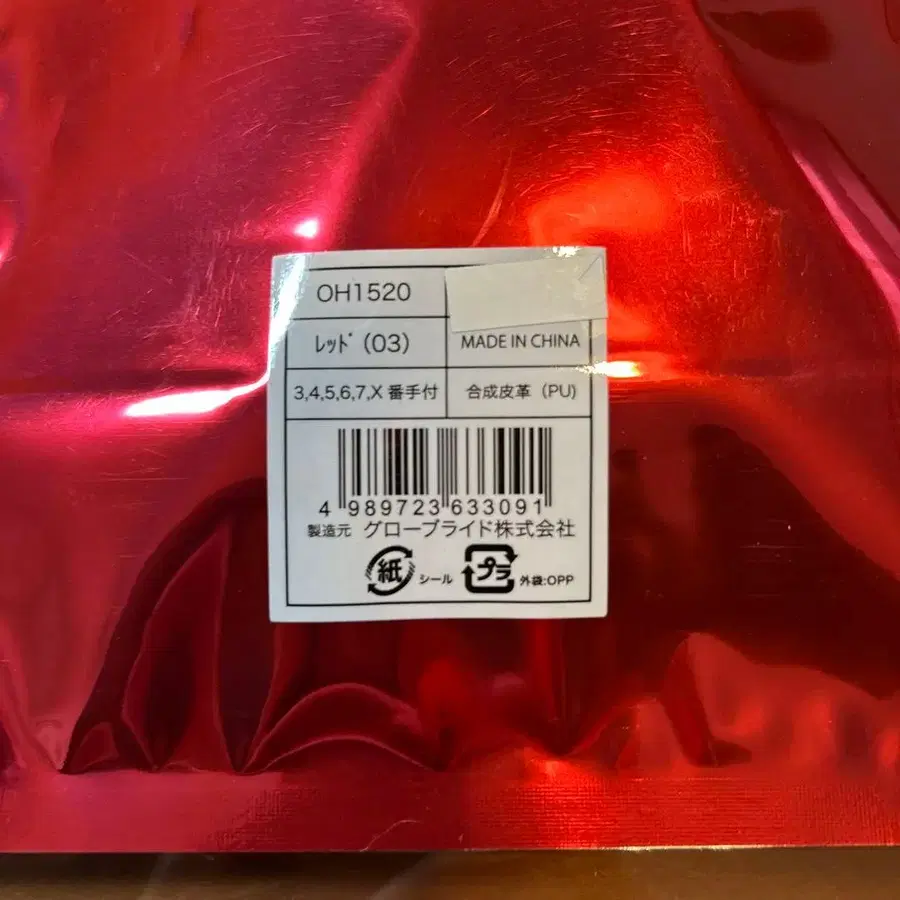 OH1520
ﾚｯﾄﾞ (03)
MADE IN CHINA
3,4,5,6,7,X 番手付
合成皮革 (PU)
4 989723 633091
製造元 グローブライド株式会社
紙 シール プラ 外袋:OPP